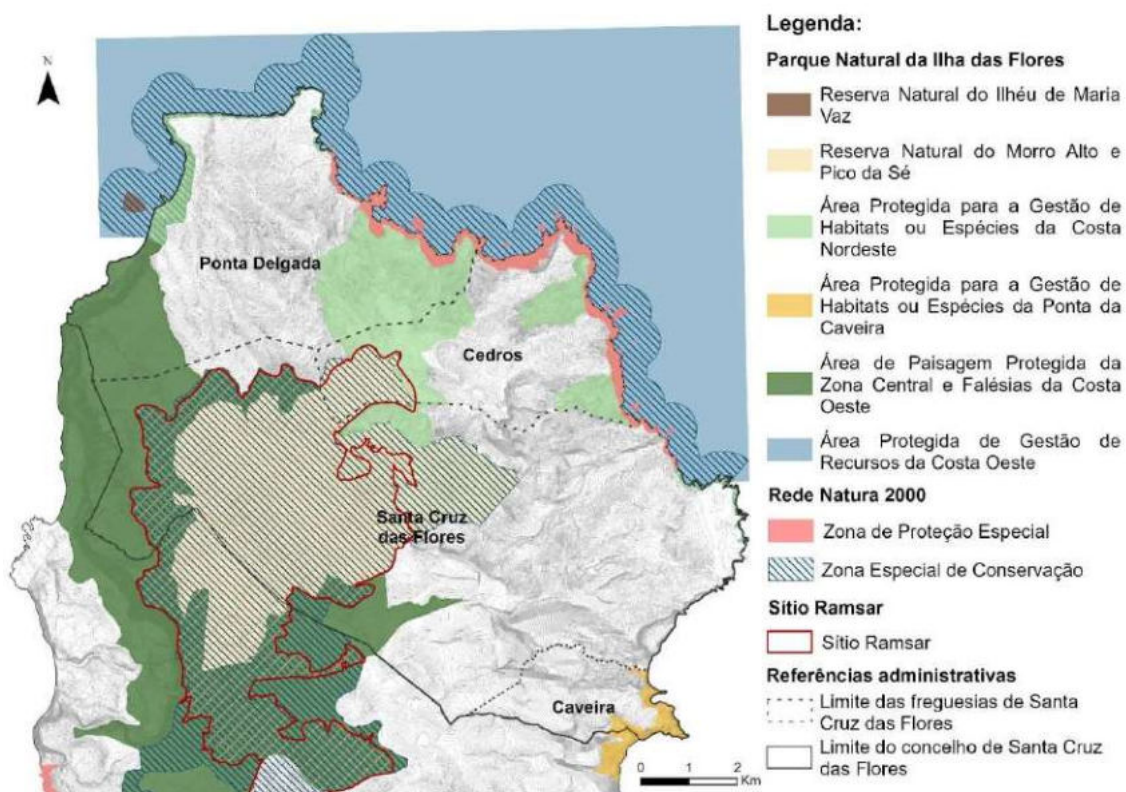 N
Ponta Delgada
Cedros
Santa Cruz
das Flores
Caveira
0 1 2
Km
Legenda:
Parque Natural da Ilha das Flores
Reserva Natural do Ilhéu de Maria
Vaz
Reserva Natural do Morro Alto e
Pico da Sé
Área Protegida para a Gestão de
Habitats ou Espécies da Costa
Nordeste
Área Protegida para a Gestão de
Habitats ou Espécies da Ponta da
Caveira
Área de Paisagem Protegida da
Zona Central e Falésias da Costa
Oeste
Área Protegida de Gestão de
Recursos da Costa Oeste
Rede Natura 2000
Zona de Proteção Especial
Zona Especial de Conservação
Sítio Ramsar
Sítio Ramsar
Referências administrativas
Limite das freguesias de Santa
Cruz das Flores
Limite do concelho de Santa Cruz
das Flores